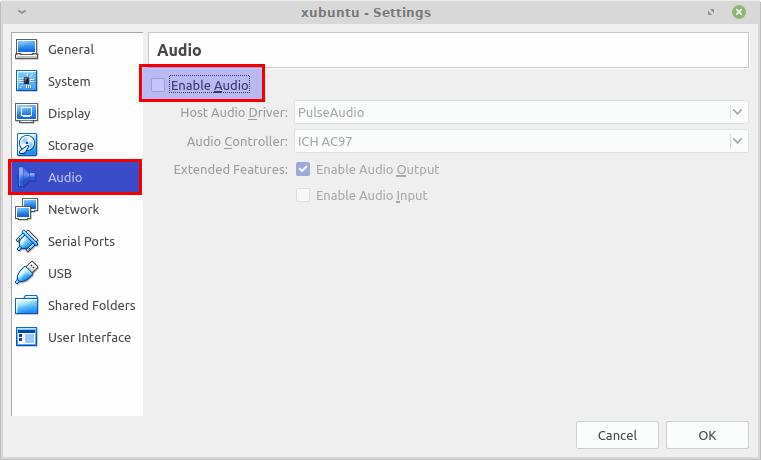 xubuntu - Settings
General
System
Display
Storage
Audio
Network
Serial Ports
USB
Shared Folders
User Interface
Audio
Enable Audio
Host Audio Driver: PulseAudio
Audio Controller: ICH AC97
Extended Features: Enable Audio Output
Enable Audio Input
Cancel OK